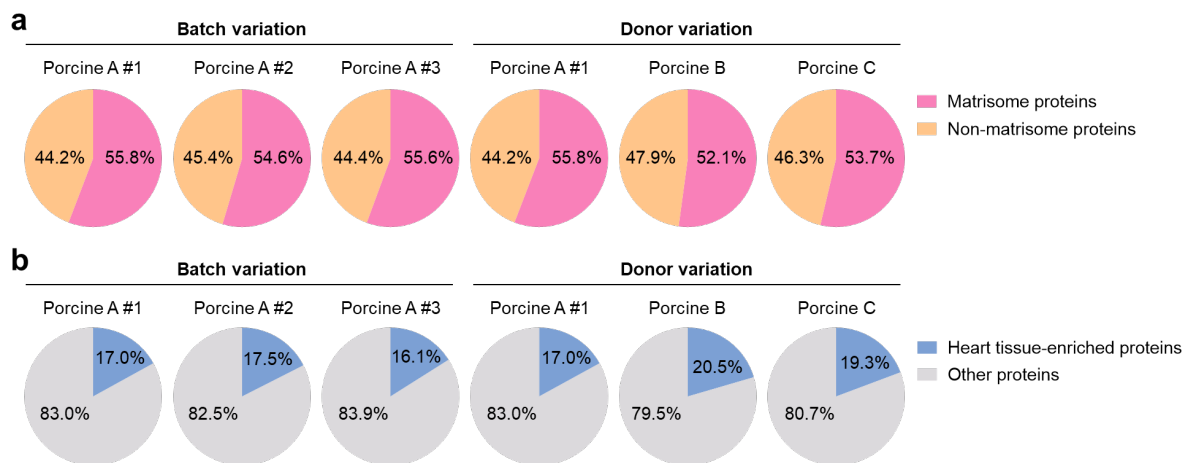 a
Batch variation
Donor variation
Porcine A #1
Porcine A #2
Porcine A #3
Porcine A #1
Porcine B
Porcine C
44.2%
55.8%
45.4%
54.6%
44.4%
55.6%
44.2%
55.8%
47.9%
52.1%
46.3%
53.7%
Matrisome proteins
Non-matrisome proteins
b
Batch variation
Donor variation
Porcine A #1
Porcine A #2
Porcine A #3
Porcine A #1
Porcine B
Porcine C
17.0%
83.0%
17.5%
82.5%
16.1%
83.9%
17.0%
83.0%
20.5%
79.5%
19.3%
80.7%
Heart tissue-enriched proteins
Other proteins